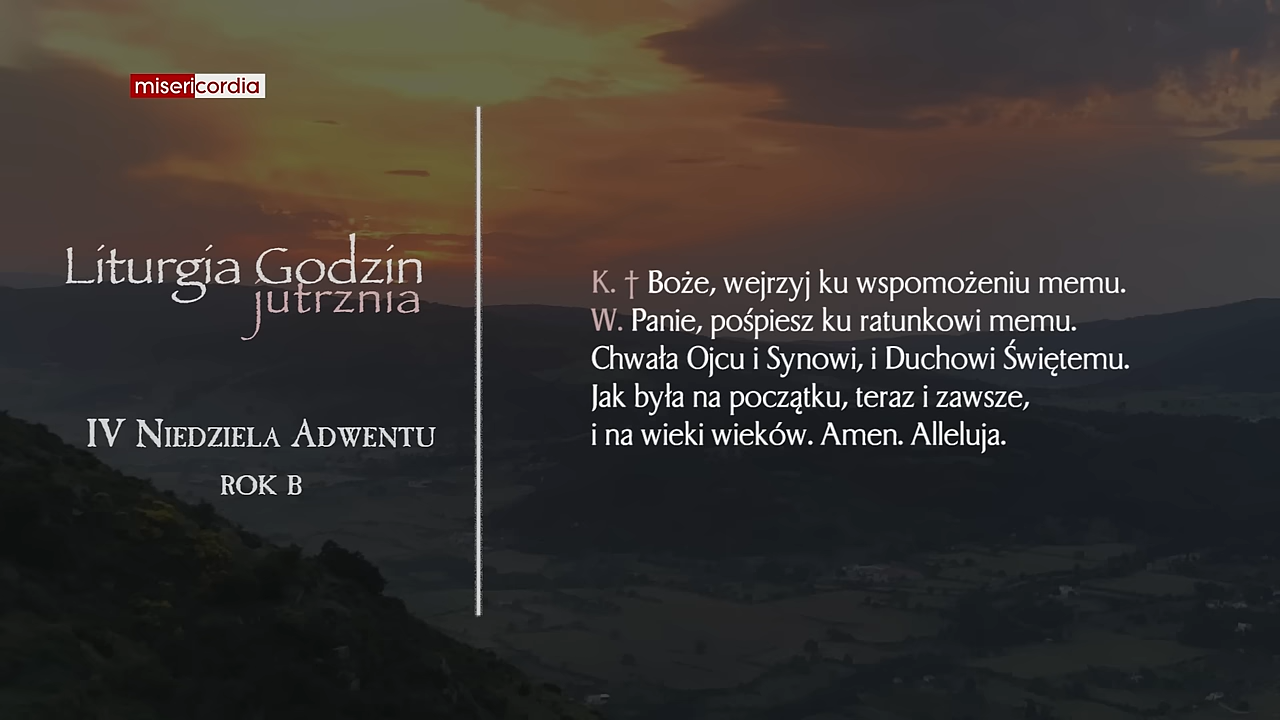 misericordia
Liturgia Godzin
jutrznia
IV Niedziela Adwentu
rok B
K. † Boże, wejrzyj ku wspomożeniu memu.
W. Panie, pośpiesz ku ratunkowi memu.
Chwała Ojcu i Synowi, i Duchowi Świętemu.
Jak była na początku, teraz i zawsze,
i na wieki wieków. Amen. Alleluja.